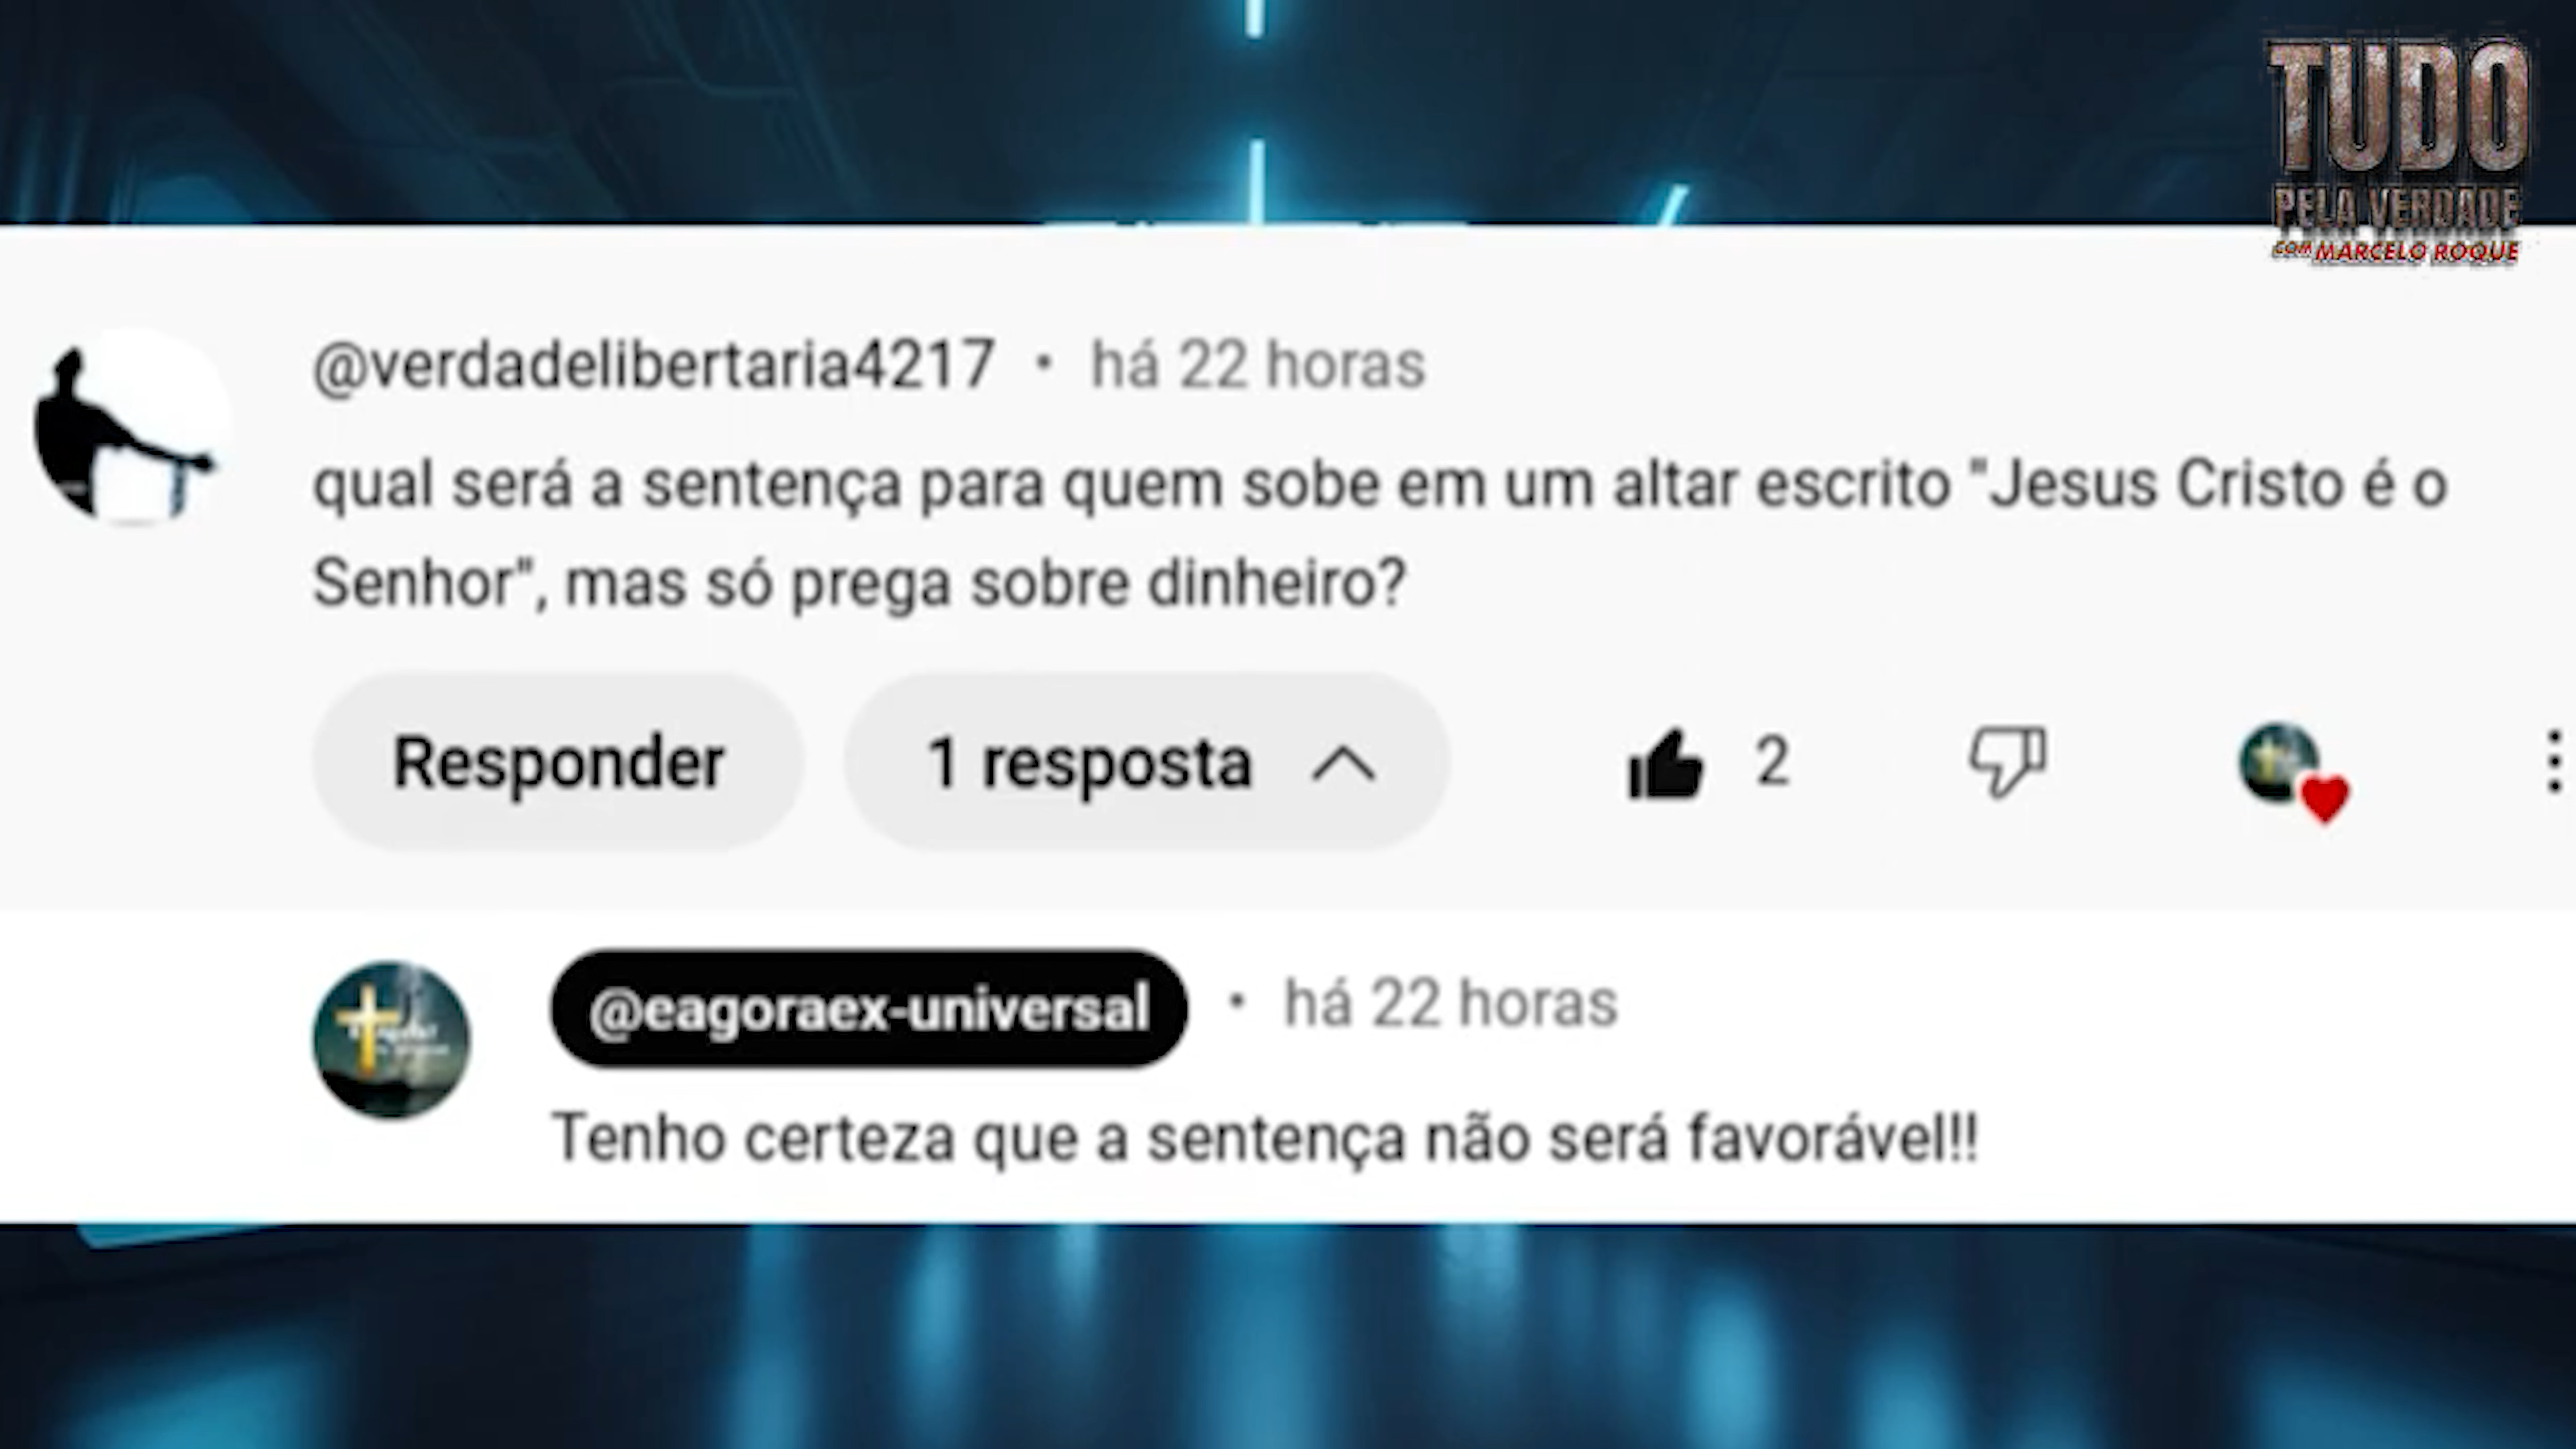 TUDO
PELA VERDADE
COM MARCELO ROQUE
@verdadelibertaria4217 • há 22 horas
qual será a sentença para quem sobe em um altar escrito "Jesus Cristo é o
Senhor", mas só prega sobre dinheiro?
Responder 1 resposta 2
@eagoraex-universal • há 22 horas
Tenho certeza que a sentença não será favorável!!